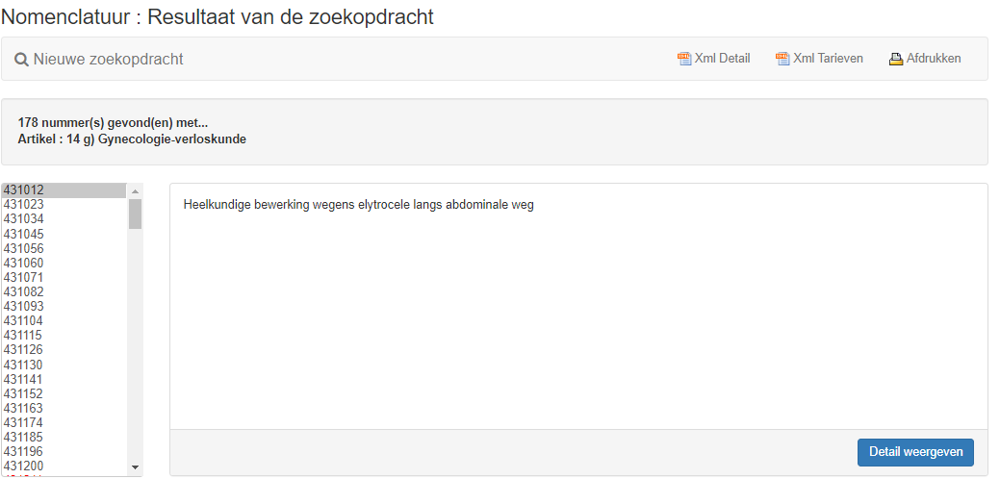 Nomenclatuur : Resultaat van de zoekopdracht
Nieuwe zoekopdracht
Xml Detail
Xml Tarieven
Afdrukken
178 nummer(s) gevond(en) met...
Artikel : 14 g) Gynecologie-verloskunde
431012
431023
431034
431045
431056
431060
431071
431082
431093
431104
431115
431126
431130
431141
431152
431163
431174
431185
431196
431200
Heelkundige bewerking wegens elytrocele langs abdominale weg
Detail weergeven